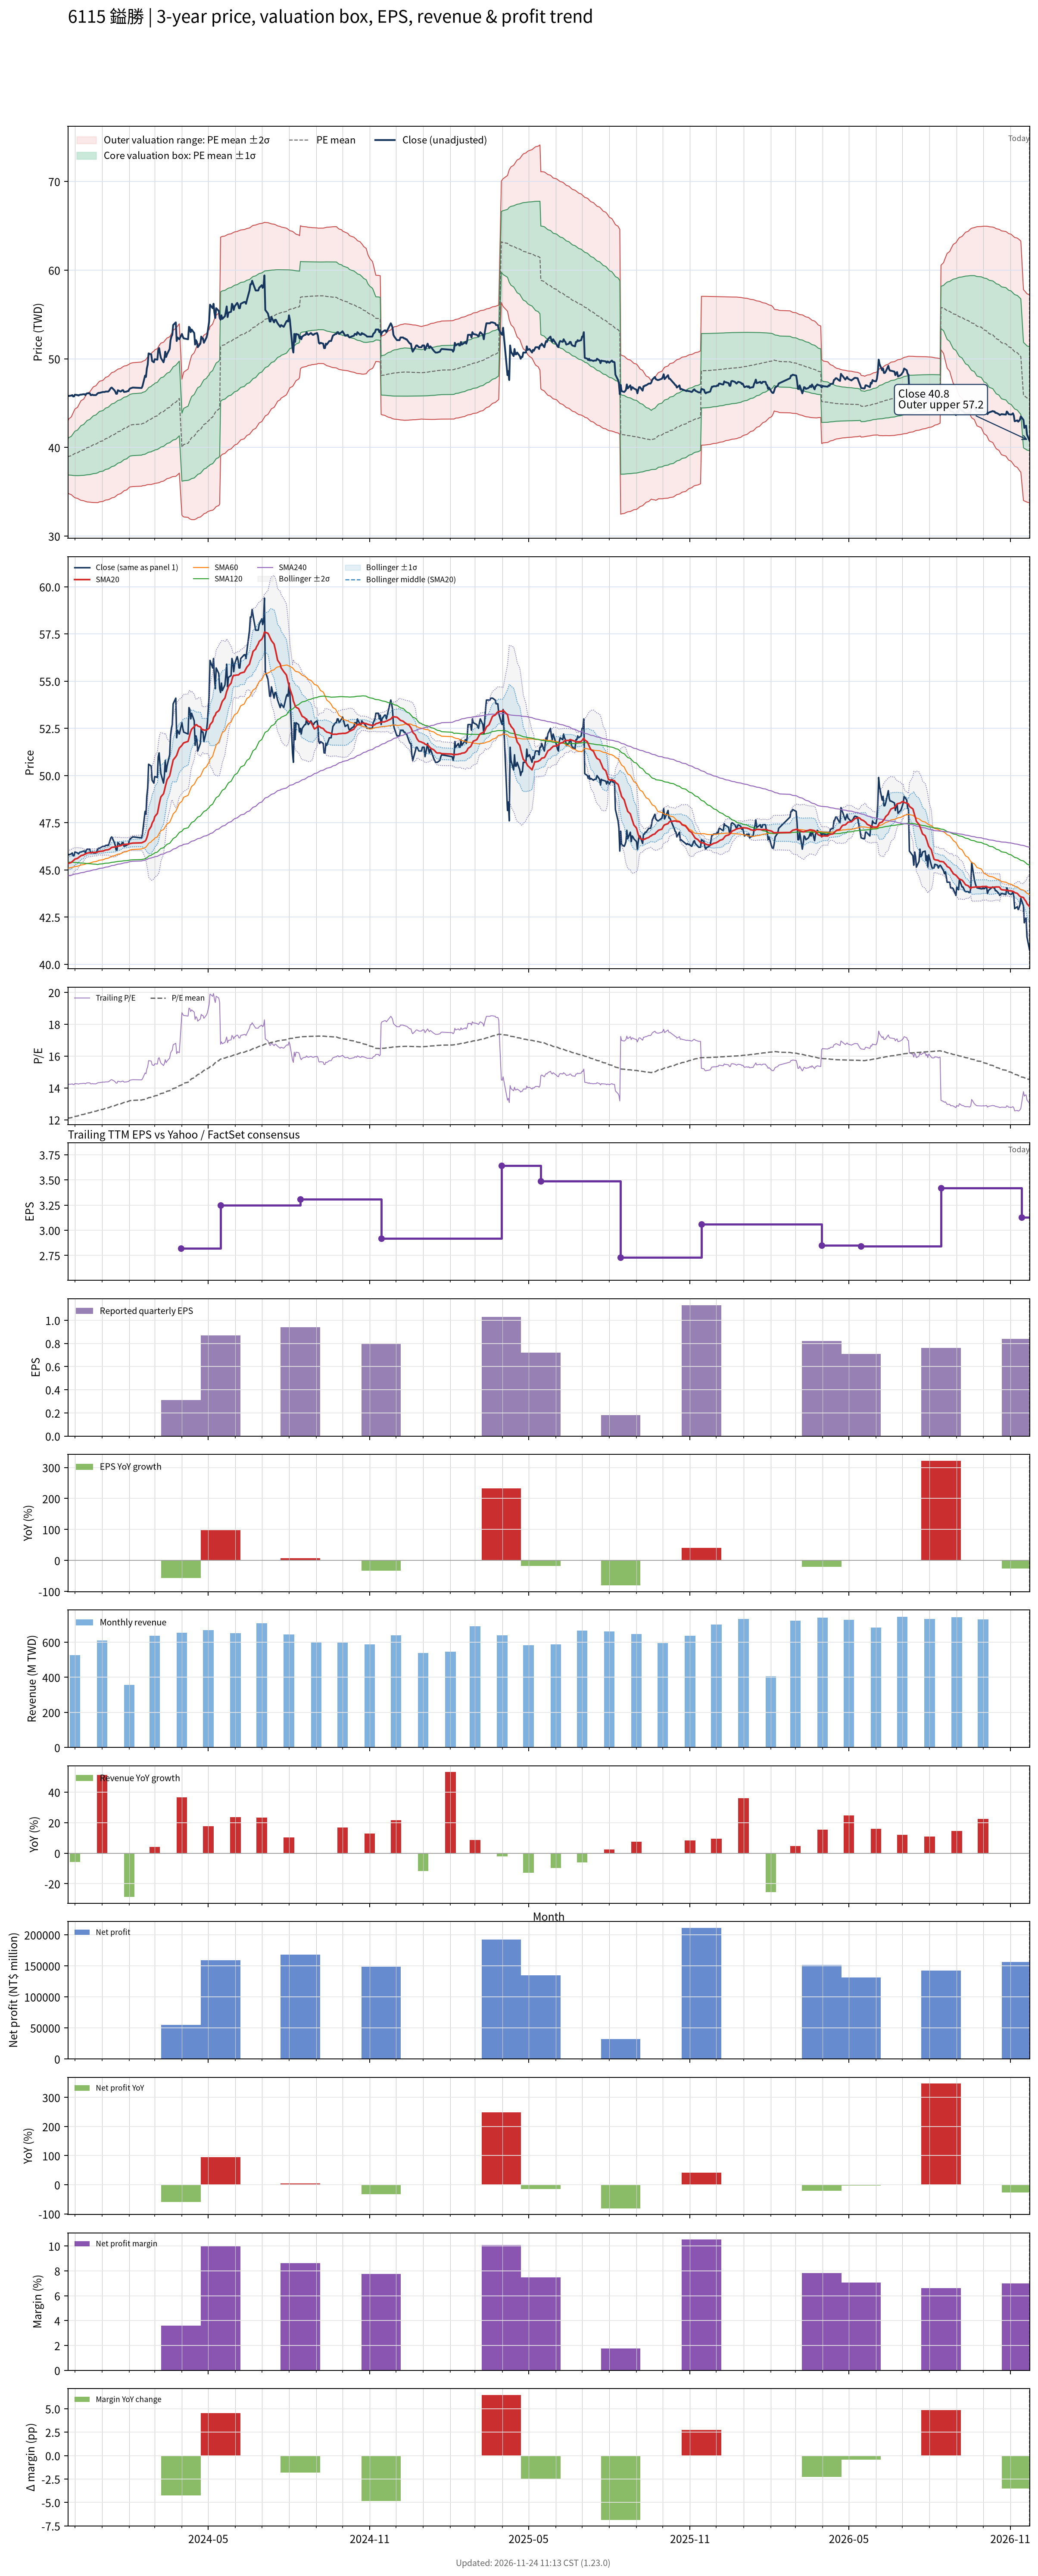 6115 鎰勝 | 3-year price, valuation box, EPS, revenue & profit trend
Outer valuation range: PE mean ±2σ
PE mean
Close (unadjusted)
Core valuation box: PE mean ±1σ
Today
Price (TWD)
70
60
50
40
30
Close 40.8
Outer upper 57.2
Close (same as panel 1)
SMA60
SMA240
Bollinger ±1σ
SMA20
SMA120
Bollinger ±2σ
Bollinger middle (SMA20)
Price
60.0
57.5
55.0
52.5
50.0
47.5
45.0
42.5
40.0
Trailing P/E
P/E mean
P/E
20
18
16
14
12
Trailing TTM EPS vs Yahoo / FactSet consensus
Today
EPS
3.75
3.50
3.25
3.00
2.75
Reported quarterly EPS
EPS
1.0
0.8
0.6
0.4
0.2
0.0
EPS YoY growth
YoY (%)
300
200
100
0
-100
Monthly revenue
Revenue (M TWD)
600
400
200
0
Revenue YoY growth
YoY (%)
40
20
0
-20
Month
Net profit
Net profit (NT$ million)
200000
150000
100000
50000
0
Net profit YoY
YoY (%)
300
200
100
0
-100
Net profit margin
Margin (%)
10
8
6
4
2
0
Margin YoY change
Δ margin (pp)
5.0
2.5
0.0
-2.5
-5.0
-7.5
2024-05
2024-11
2025-05
2025-11
2026-05
2026-11
Updated: 2026-11-24 11:13 CST (1.23.0)